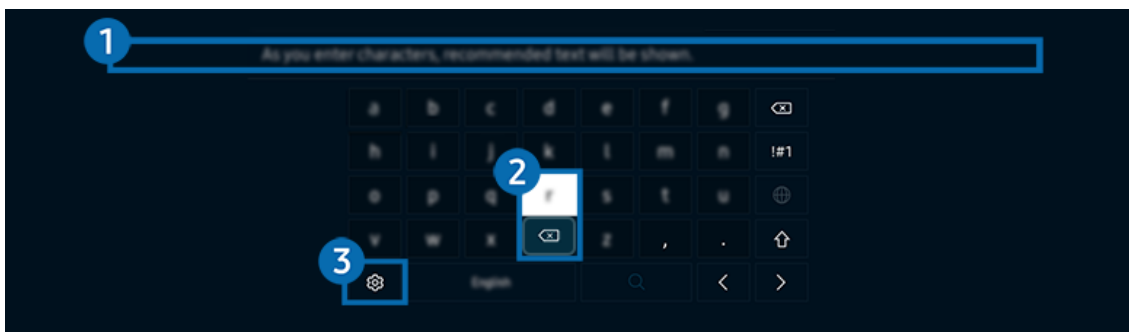 1
As you enter characters, recommended text will be shown.
a b c d e f g
h i j k l m n !#1
2
o p q r s t u
v w x z , .
3
English < >